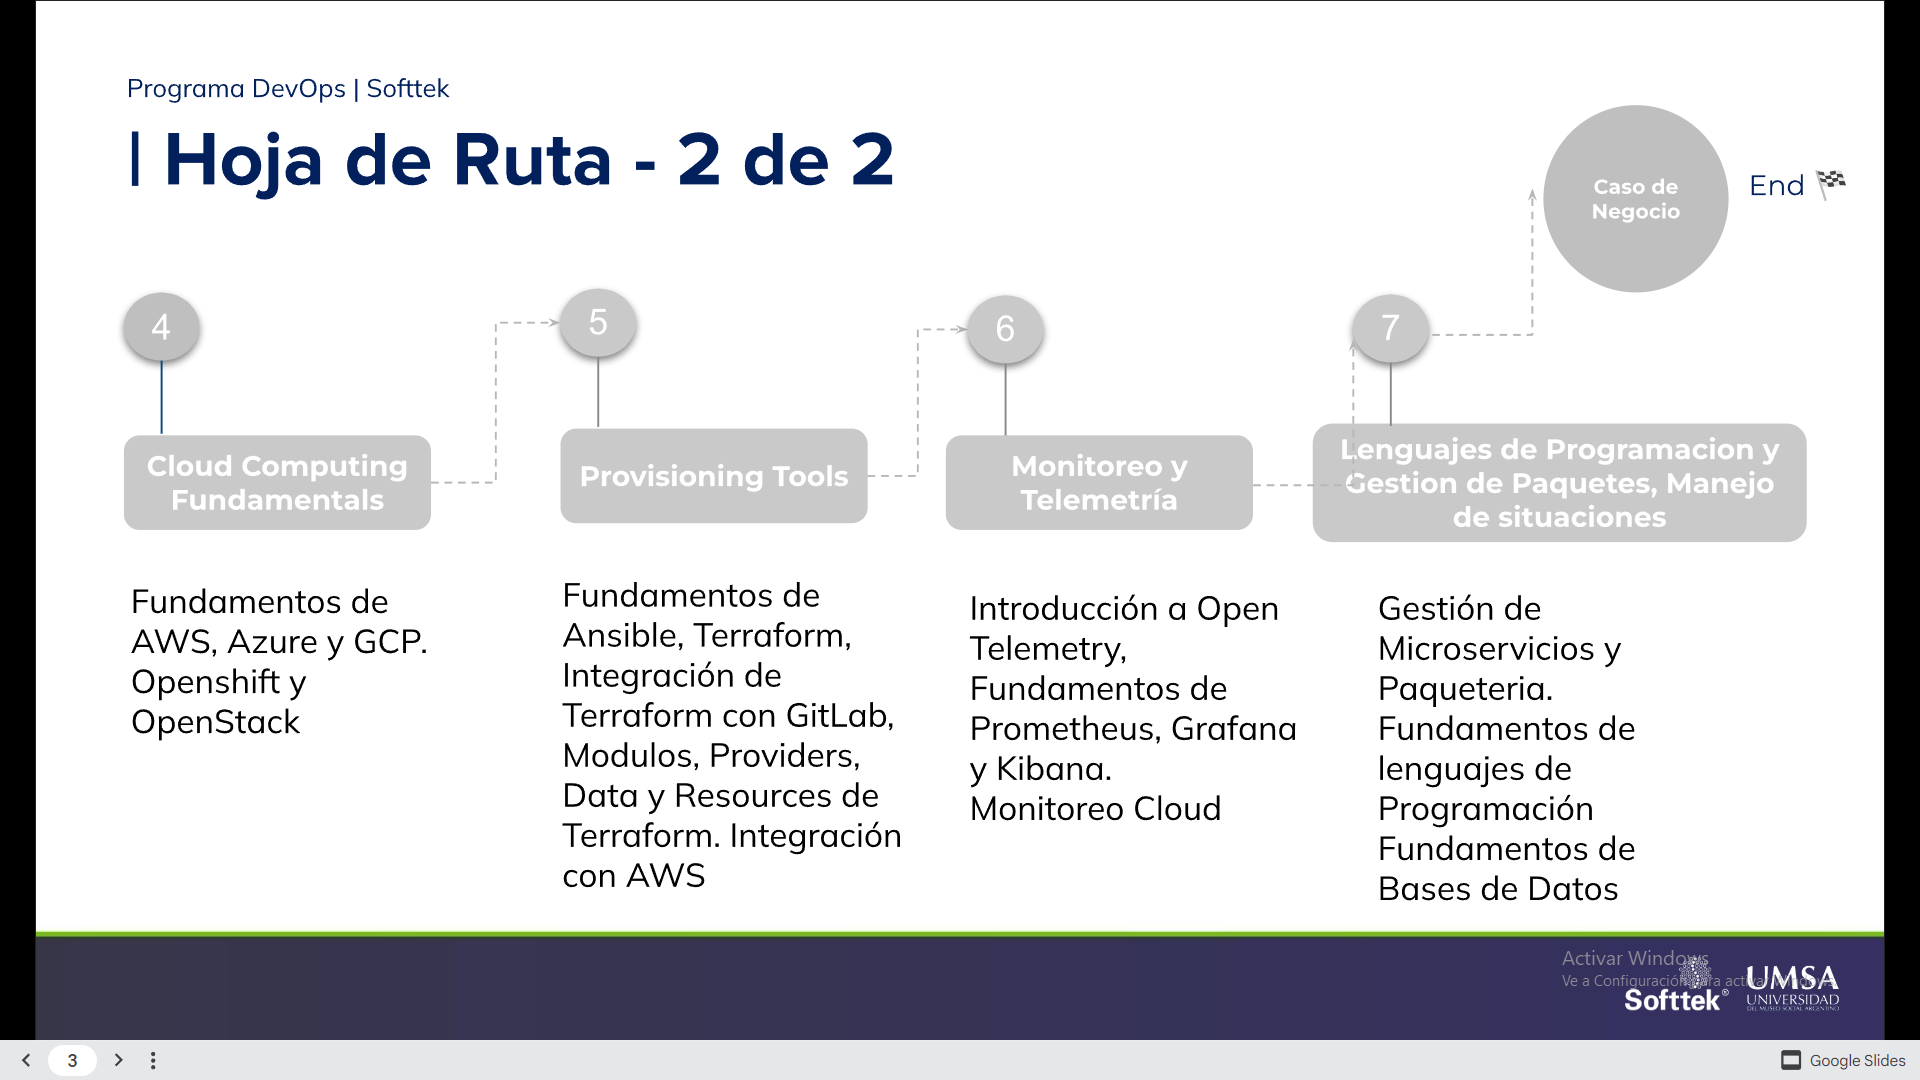 Programa DevOps | Softtek
| Hoja de Ruta - 2 de 2
Caso de
Negocio
End
4
5
6
7
Cloud Computing
Fundamentals
Provisioning Tools
Monitoreo y
Telemetría
Lenguajes de Programacion y
Gestion de Paquetes, Manejo
de situaciones
Fundamentos de
AWS, Azure y GCP.
Openshift y
OpenStack
Fundamentos de
Ansible, Terraform,
Integración de
Terraform con GitLab,
Modulos, Providers,
Data y Resources de
Terraform. Integración
con AWS
Introducción a Open
Telemetry,
Fundamentos de
Prometheus, Grafana
y Kibana.
Monitoreo Cloud
Gestión de
Microservicios y
Paqueteria.
Fundamentos de
lenguajes de
Programación
Fundamentos de
Bases de Datos
Activar Windows
Ve a Configuración para activar Windows.
Softtek®
UMSA
UNIVERSIDAD
DEL MUSEO SOCIAL ARGENTINO
3
Google Slides